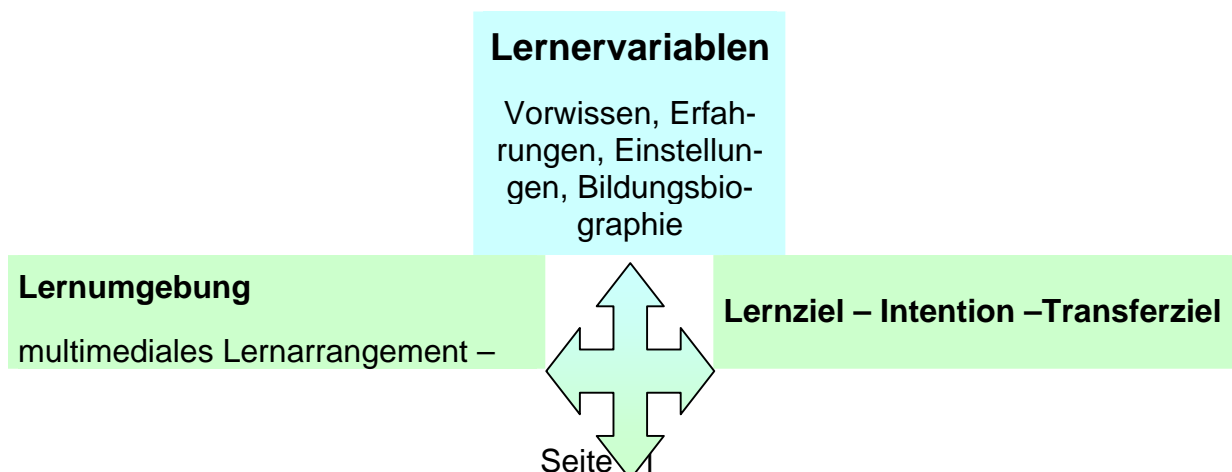 Lernervariablen
Vorwissen, Erfah-
rungen, Einstellun-
gen, Bildungsbio-
graphie
Lernumgebung
multimediales Lernarrangement –
Lernziel – Intention –Transferziel
Seite